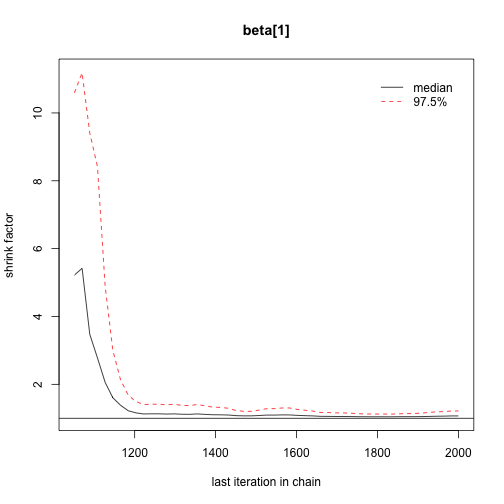 beta[1]
median
97.5%
10
8
6
4
2
shrink factor
1200
1400
1600
1800
2000
last iteration in chain